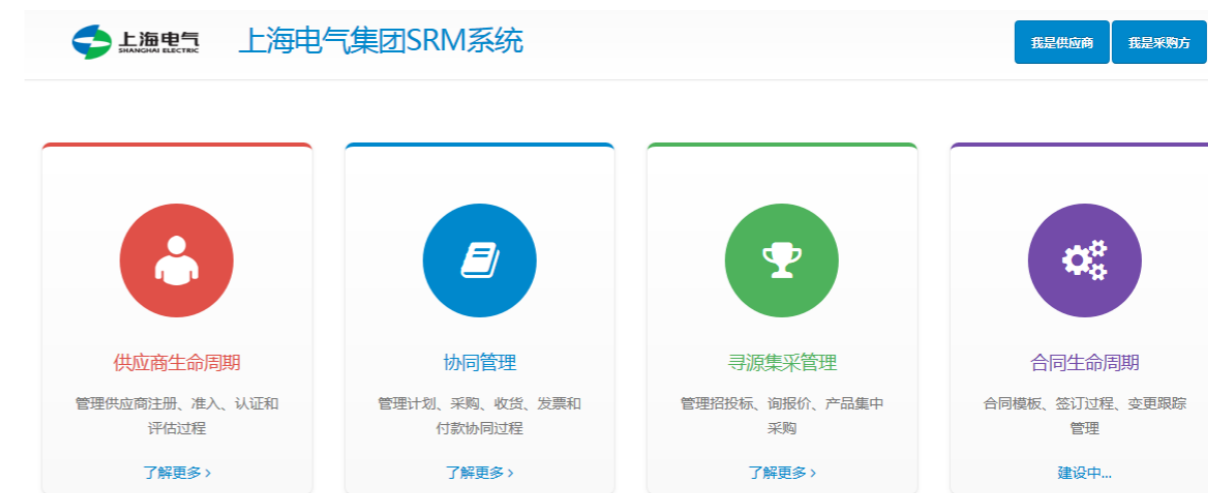 上海电气
SHANGHAI ELECTRIC
上海电气集团SRM系统
我是供应商
我是采购方
供应商生命周期
管理供应商注册、准入、认证和
评估过程
了解更多 ›
协同管理
管理计划、采购、收货、发票和
付款协同过程
了解更多 ›
寻源集采管理
管理招投标、询报价、产品集中
采购
了解更多 ›
合同生命周期
合同模板、签订过程、变更跟踪
管理
建设中...